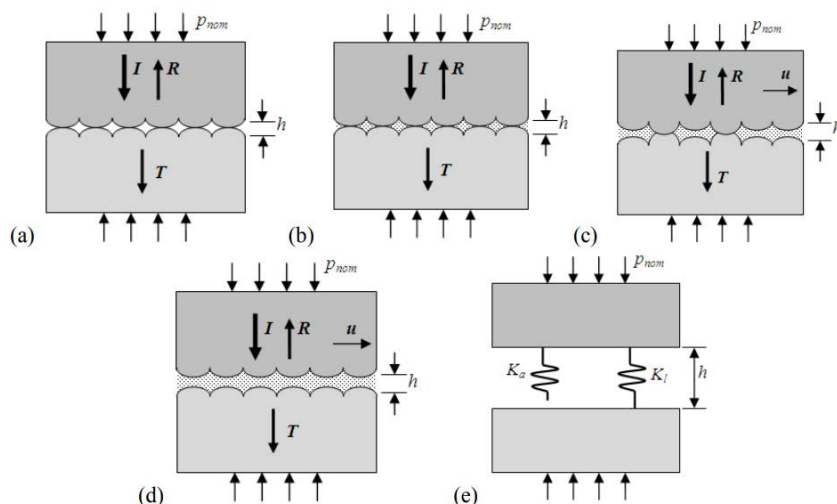 p_nom p_nom p_nom
I R h
T
(a)
I R h
T
(b)
I R u h
T
(c)
p_nom p_nom
I R u h
T
(d)
K_a K_l h
(e)